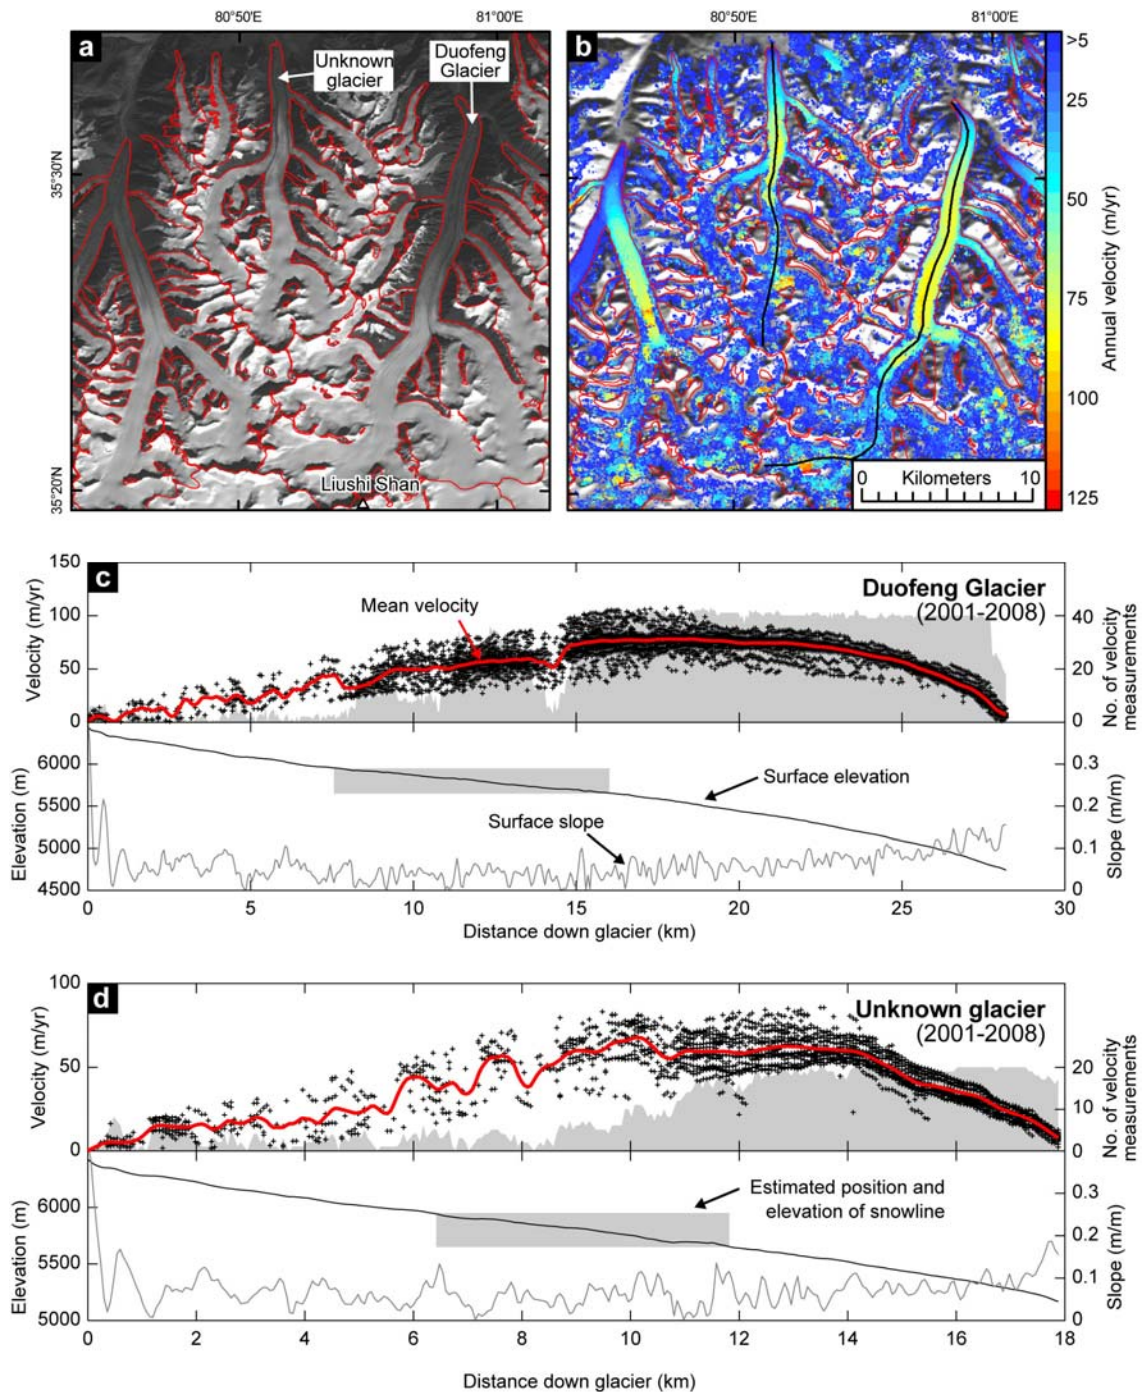 80°50'E
81°00'E
80°50'E
81°00'E
a
Unknown
glacier
Duofeng
Glacier
35°30'N
35°20'N
Liushi Shan
b
>5
25
50
75
100
125
Annual velocity (m/yr)
0 Kilometers 10
c
Duofeng Glacier
(2001-2008)
Mean velocity
150
100
50
0
Velocity (m/yr)
40
20
0
No. of velocity
measurements
6000
5500
5000
4500
Elevation (m)
Surface elevation
Surface slope
0.3
0.2
0.1
0
Slope (m/m)
0 5 10 15 20 25 30
Distance down glacier (km)
d
Unknown glacier
(2001-2008)
100
50
0
Velocity (m/yr)
20
10
0
No. of velocity
measurements
Estimated position and
elevation of snowline
6000
5500
5000
Elevation (m)
0.3
0.2
0.1
0
Slope (m/m)
0 2 4 6 8 10 12 14 16 18
Distance down glacier (km)